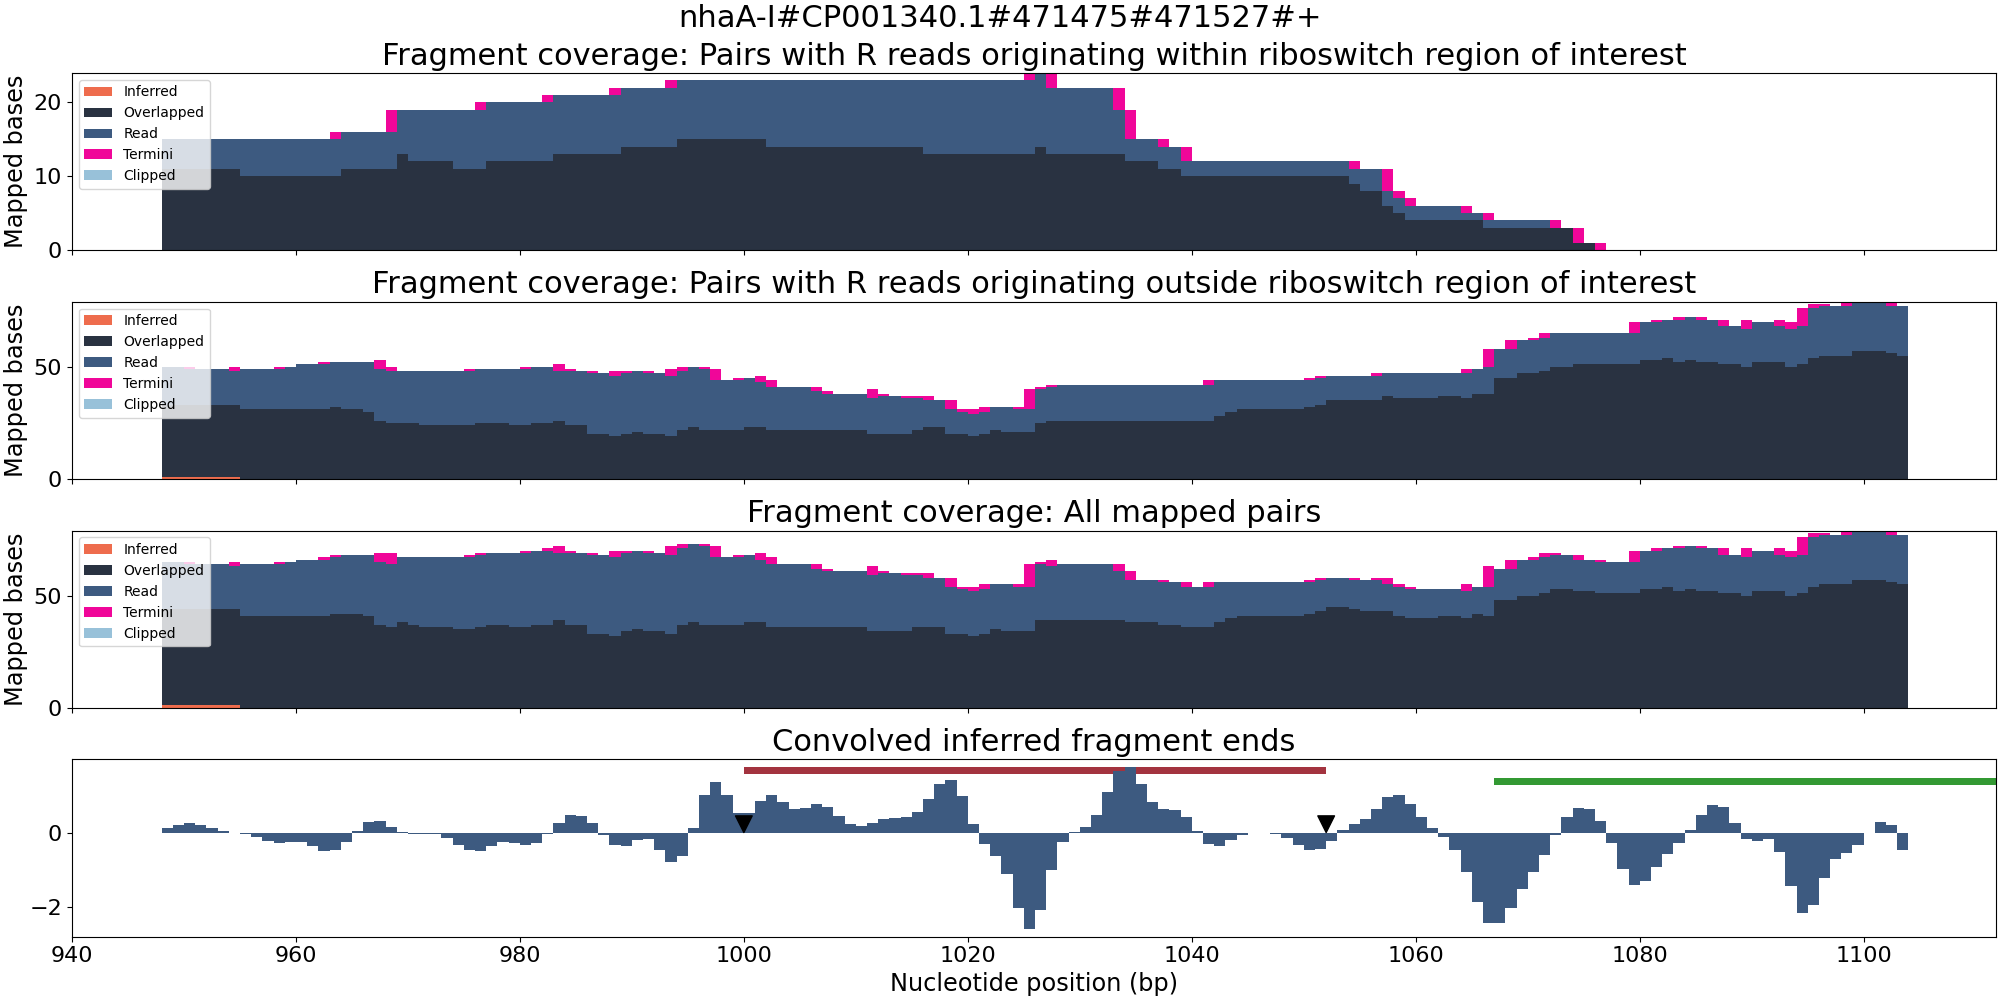 nhaA-I#CP001340.1#471475#471527#+
Fragment coverage: Pairs with R reads originating within riboswitch region of interest
Mapped bases
20
10
0
Inferred
Overlapped
Read
Termini
Clipped
Fragment coverage: Pairs with R reads originating outside riboswitch region of interest
Mapped bases
50
0
Inferred
Overlapped
Read
Termini
Clipped
Fragment coverage: All mapped pairs
Mapped bases
50
0
Inferred
Overlapped
Read
Termini
Clipped
Convolved inferred fragment ends
0
−2
940 960 980 1000 1020 1040 1060 1080 1100
Nucleotide position (bp)